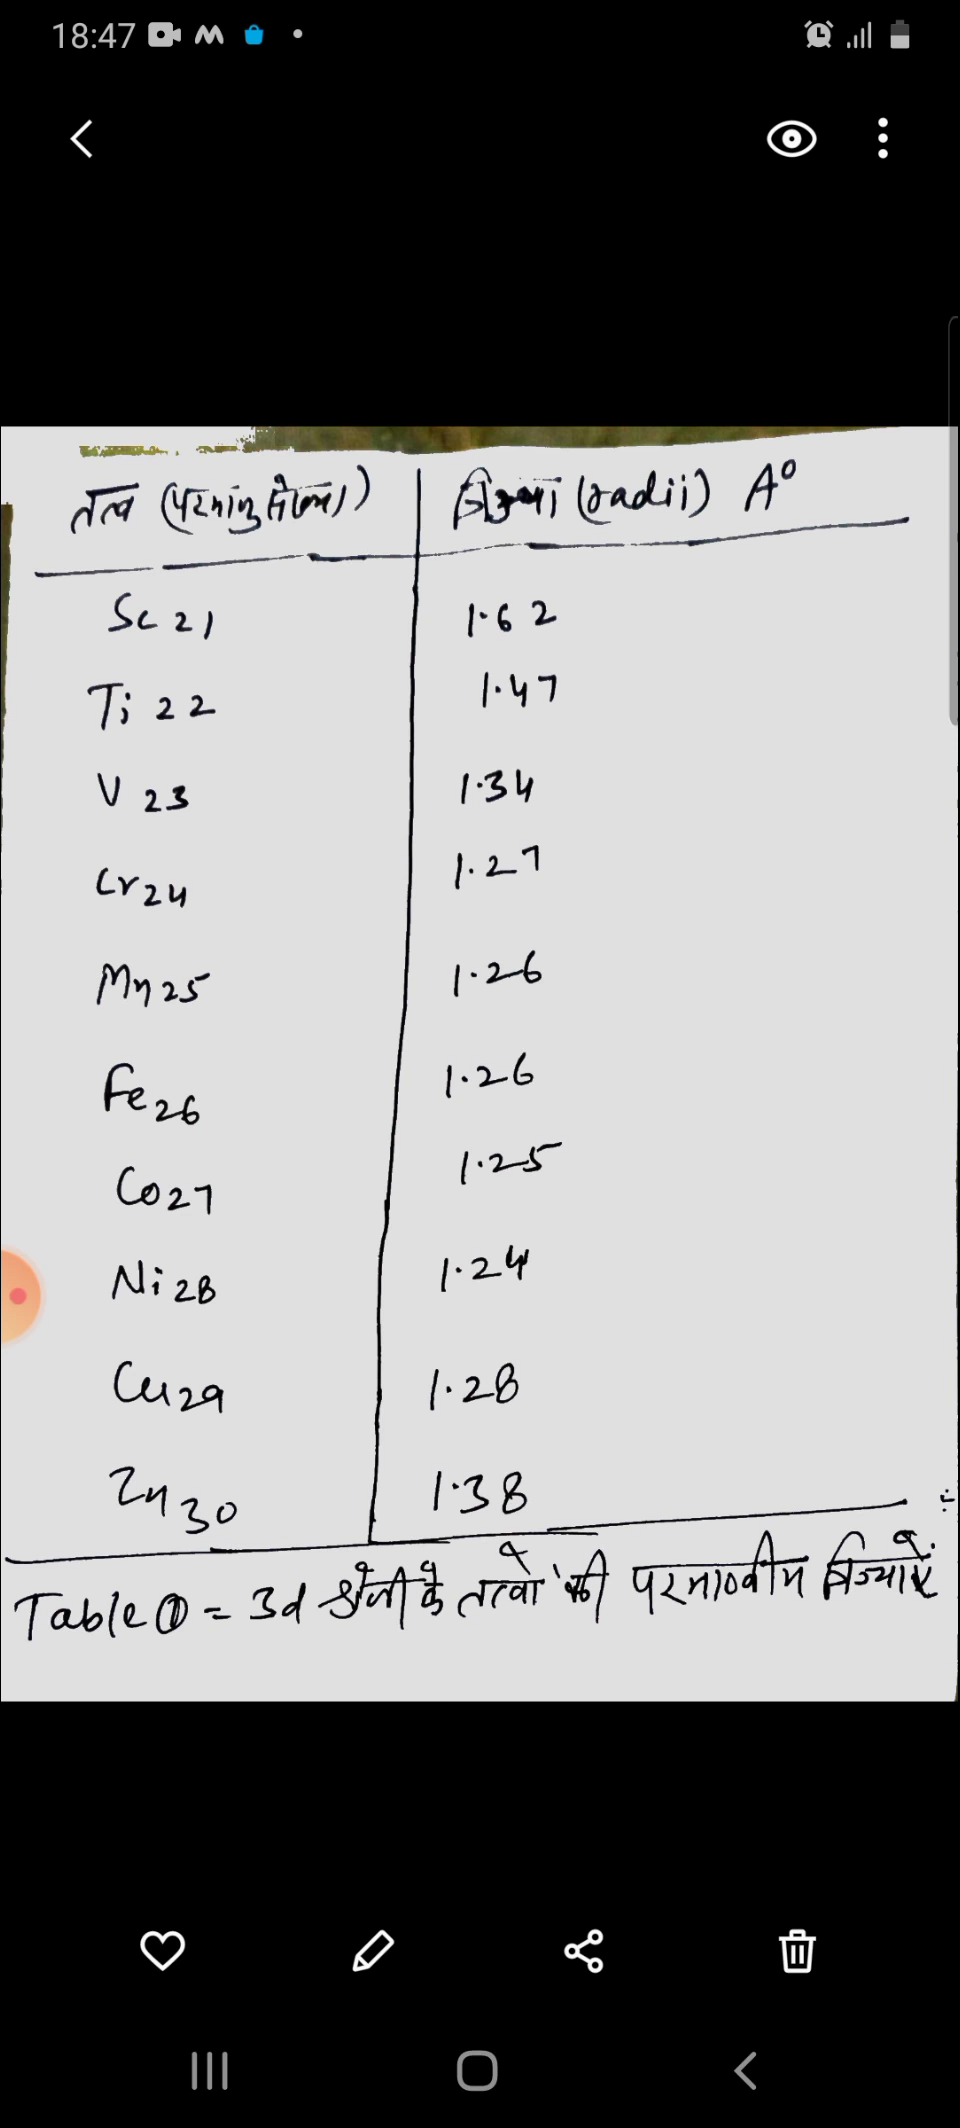 18:47
तत्व (परमाणु संख्या) त्रिज्या (radii) A°
Sc 21 1.62
Ti 22 1.47
V 23 1.34
Cr 24 1.27
Mn 25 1.26
Fe 26 1.26
Co 27 1.25
Ni 28 1.24
Cu 29 1.28
Zn 30 1.38
Table ① = 3d श्रेणी के तत्वों की परमाण्वीय त्रिज्याएं